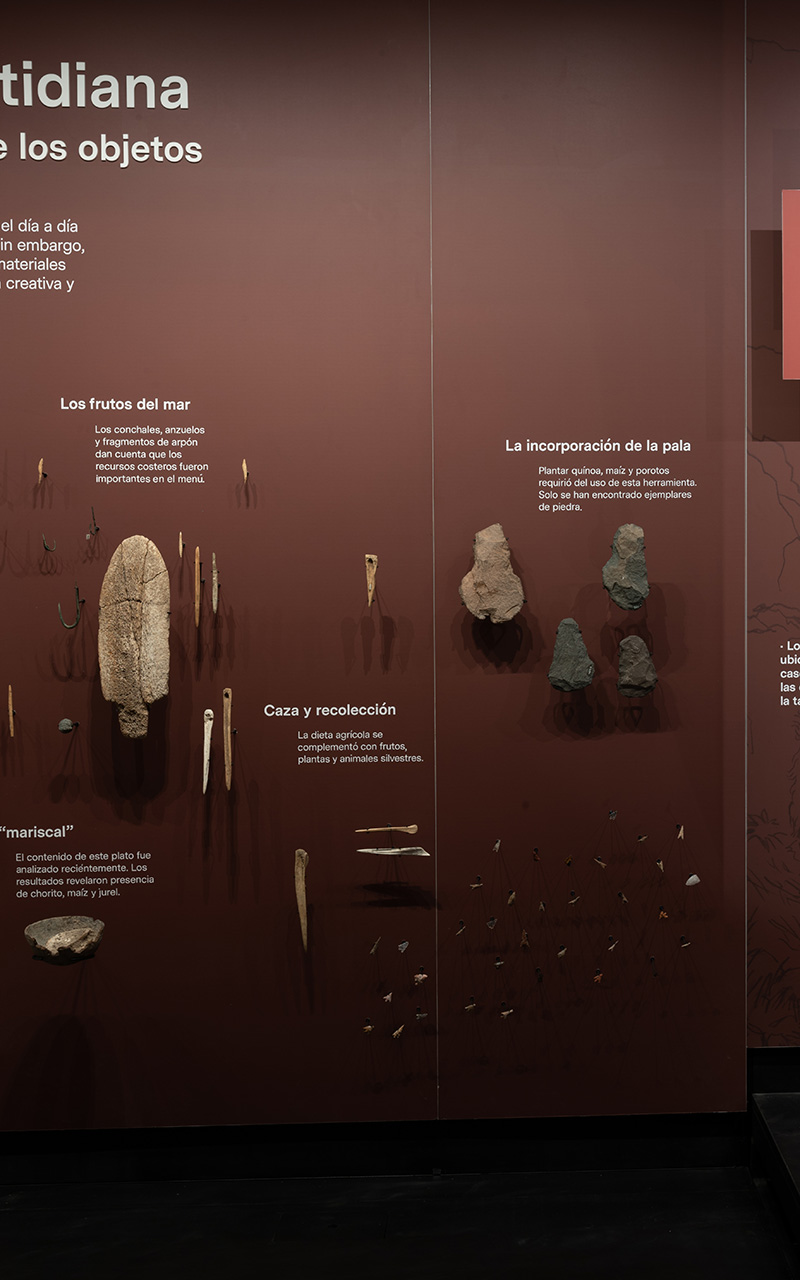 tidiana
e los objetos
el día a día
in embargo,
materiales
creativa y
Los frutos del mar
Los conchales, anzuelos
y fragmentos de arpón
dan cuenta que los
recursos costeros fueron
importantes en el menú.
La incorporación de la pala
Plantar quínoa, maíz y porotos
requirió del uso de esta herramienta.
Solo se han encontrado ejemplares
de piedra.
Caza y recolección
La dieta agrícola se
complementó con frutos,
plantas y animales silvestres.
“mariscal”
El contenido de este plato fue
analizado recientemente. Los
resultados revelaron presencia
de chorito, maíz y jurel.
· Lo
ubic
cas
las
la ta